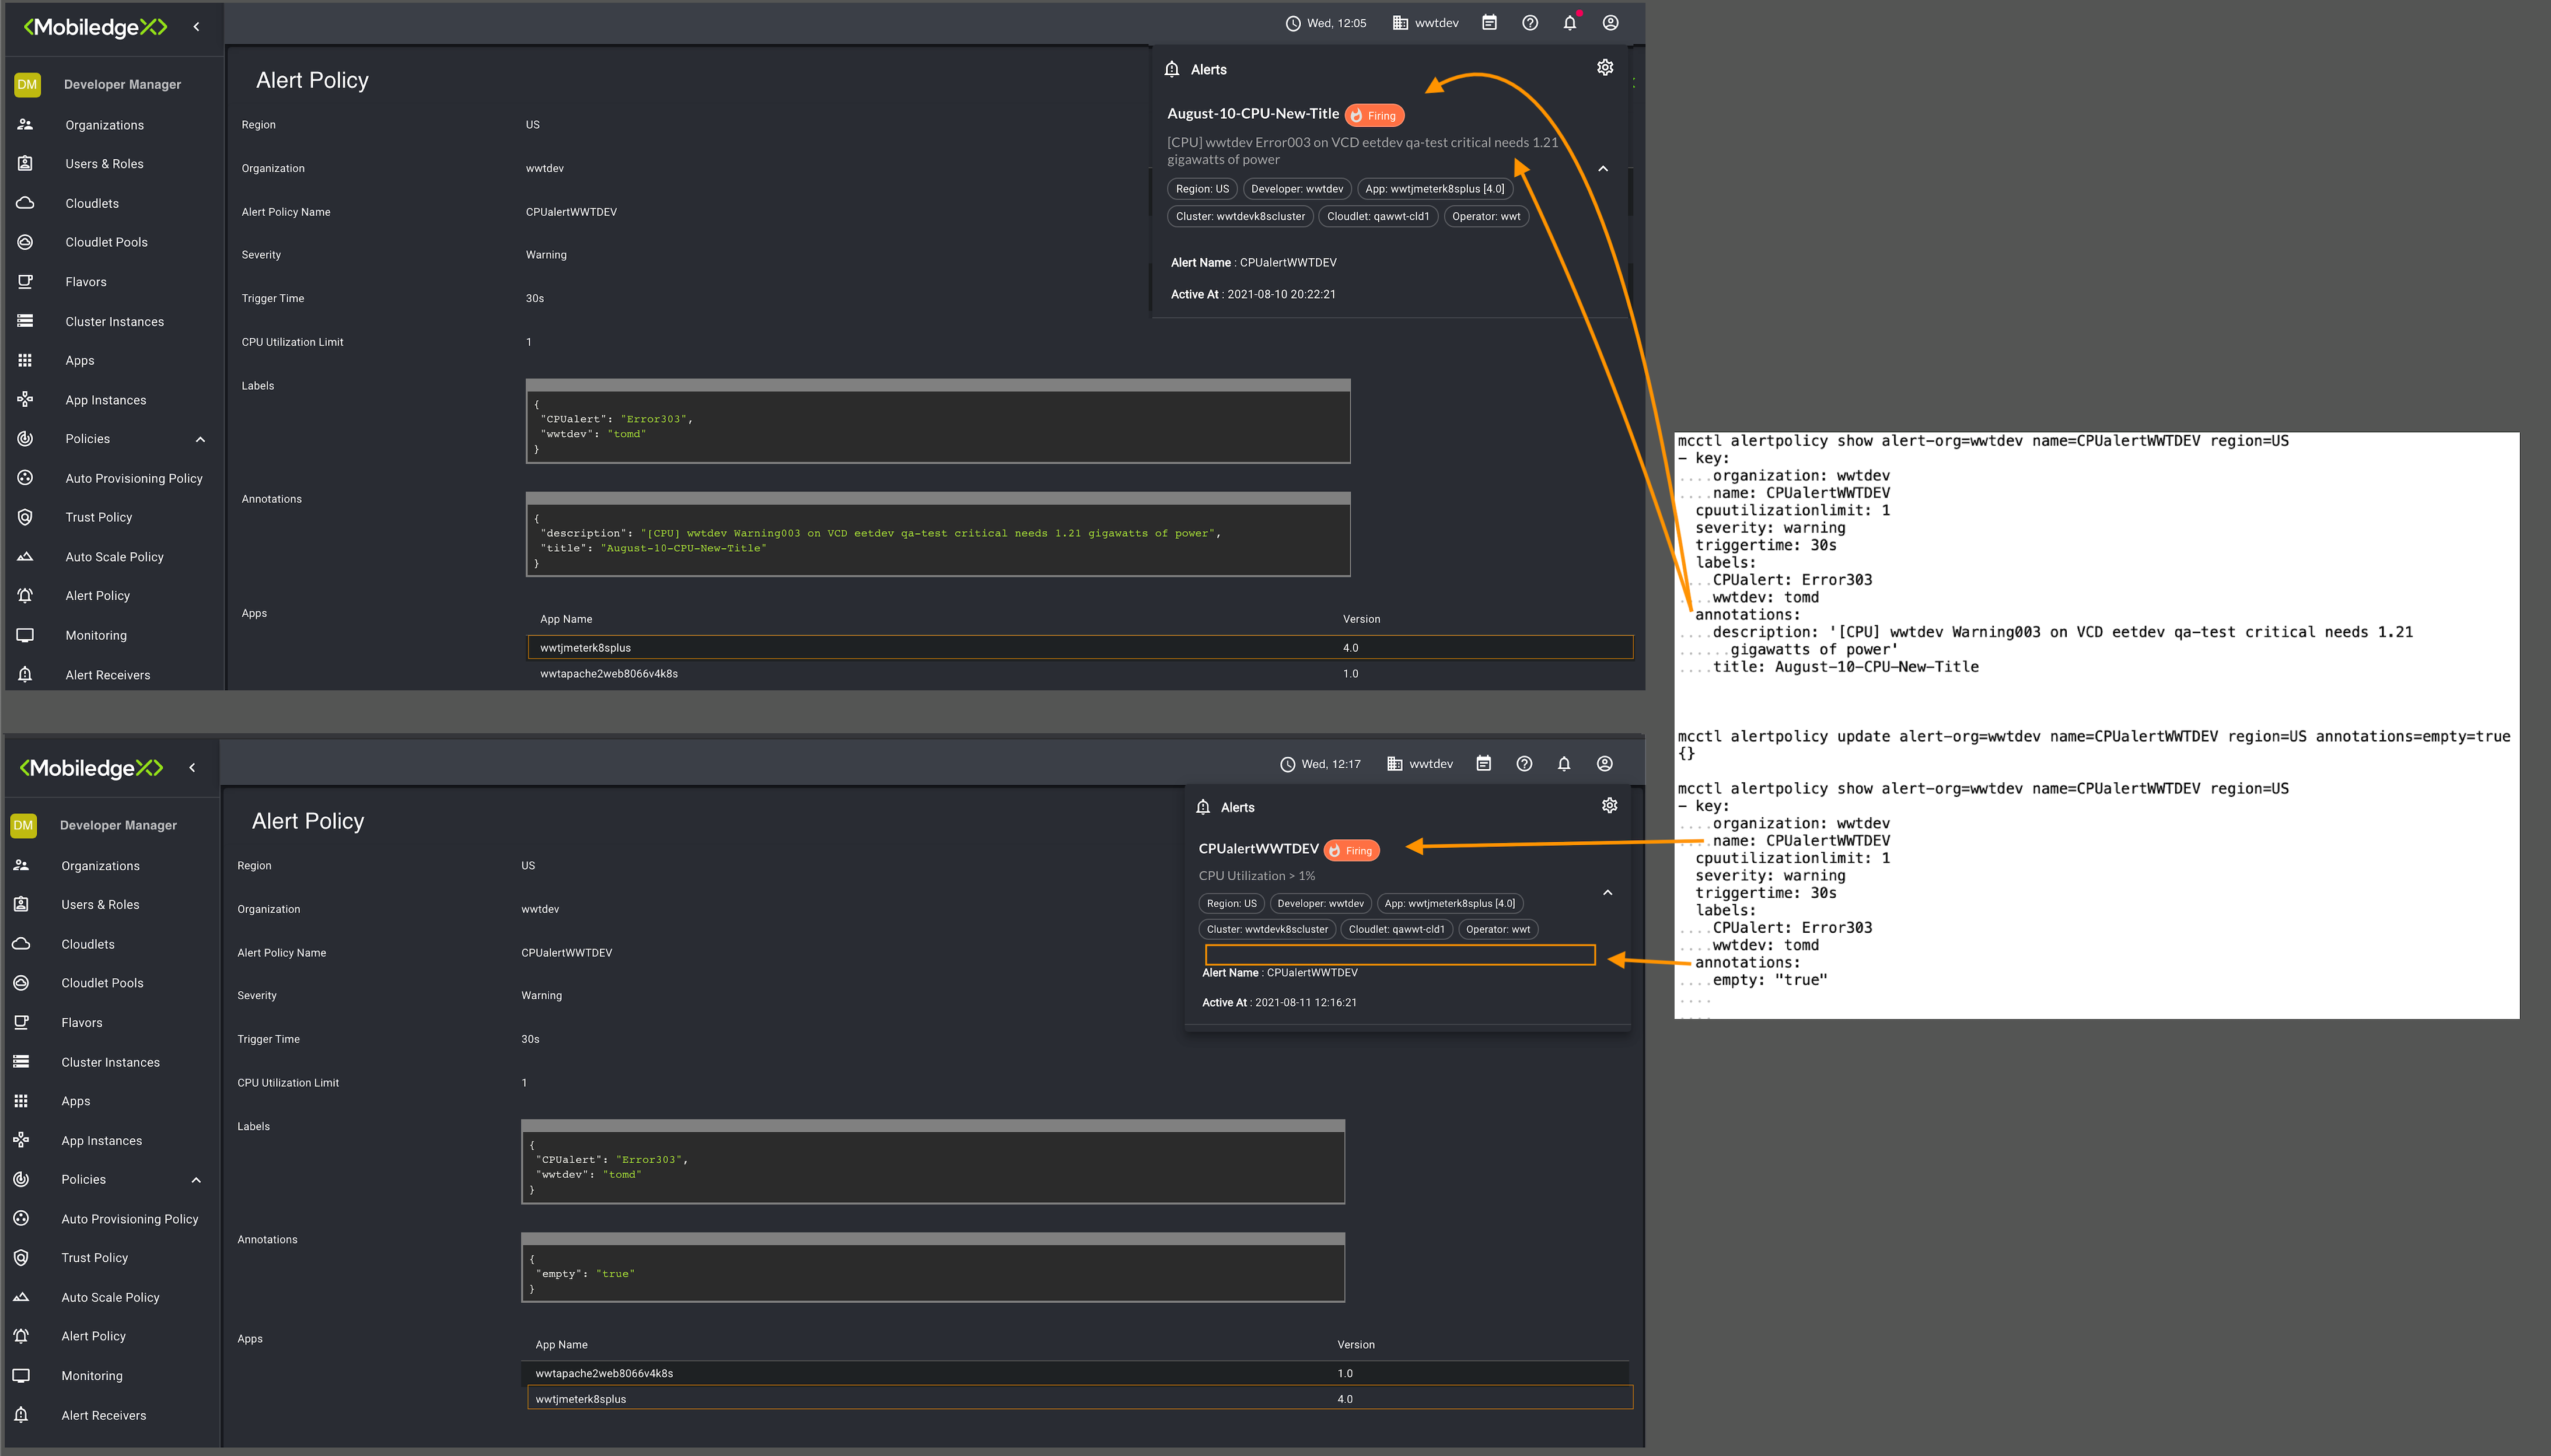 <MobiledgeX>
Wed, 12:05
wwtdev
DM
Developer Manager
Organizations
Users & Roles
Cloudlets
Cloudlet Pools
Flavors
Cluster Instances
Apps
App Instances
Policies
Auto Provisioning Policy
Trust Policy
Auto Scale Policy
Alert Policy
Monitoring
Alert Receivers
Alert Policy
Region US
Organization wwtdev
Alert Policy Name CPUalertWWTDEV
Severity Warning
Trigger Time 30s
CPU Utilization Limit 1
Labels
{
"CPUalert": "Error303",
"wwtdev": "tomd"
}
Annotations
{
"description": "[CPU] wwtdev Warning003 on VCD eetdev qa-test critical needs 1.21 gigawatts of power",
"title": "August-10-CPU-New-Title"
}
Apps
App Name Version
wwtjmeterk8splus 4.0
wwtapache2web8066v4k8s 1.0
Alerts
August-10-CPU-New-Title Firing
[CPU] wwtdev Error003 on VCD eetdev qa-test critical needs 1.21
gigawatts of power
Region: US Developer: wwtdev App: wwtjmeterk8splus [4.0]
Cluster: wwtdevk8scluster Cloudlet: qawwt-cld1 Operator: wwt
Alert Name : CPUalertWWTDEV
Active At : 2021-08-10 20:22:21
mcctl alertpolicy show alert-org=wwtdev name=CPUalertWWTDEV region=US
- key:
....organization: wwtdev
....name: CPUalertWWTDEV
cpuutilizationlimit: 1
severity: warning
triggertime: 30s
labels:
....CPUalert: Error303
....wwtdev: tomd
annotations:
....description: '[CPU] wwtdev Warning003 on VCD eetdev qa-test critical needs 1.21
......gigawatts of power'
....title: August-10-CPU-New-Title
mcctl alertpolicy update alert-org=wwtdev name=CPUalertWWTDEV region=US annotations=empty=true
{}
mcctl alertpolicy show alert-org=wwtdev name=CPUalertWWTDEV region=US
- key:
....organization: wwtdev
....name: CPUalertWWTDEV
cpuutilizationlimit: 1
severity: warning
triggertime: 30s
labels:
....CPUalert: Error303
....wwtdev: tomd
annotations:
....empty: "true"
....
....
<MobiledgeX>
Wed, 12:17
wwtdev
DM
Developer Manager
Organizations
Users & Roles
Cloudlets
Cloudlet Pools
Flavors
Cluster Instances
Apps
App Instances
Policies
Auto Provisioning Policy
Trust Policy
Auto Scale Policy
Alert Policy
Monitoring
Alert Receivers
Alert Policy
Region US
Organization wwtdev
Alert Policy Name CPUalertWWTDEV
Severity Warning
Trigger Time 30s
CPU Utilization Limit 1
Labels
{
"CPUalert": "Error303",
"wwtdev": "tomd"
}
Annotations
{
"empty": "true"
}
Apps
App Name Version
wwtapache2web8066v4k8s 1.0
wwtjmeterk8splus 4.0
Alerts
CPUalertWWTDEV Firing
CPU Utilization > 1%
Region: US Developer: wwtdev App: wwtjmeterk8splus [4.0]
Cluster: wwtdevk8scluster Cloudlet: qawwt-cld1 Operator: wwt
Alert Name : CPUalertWWTDEV
Active At : 2021-08-11 12:16:21